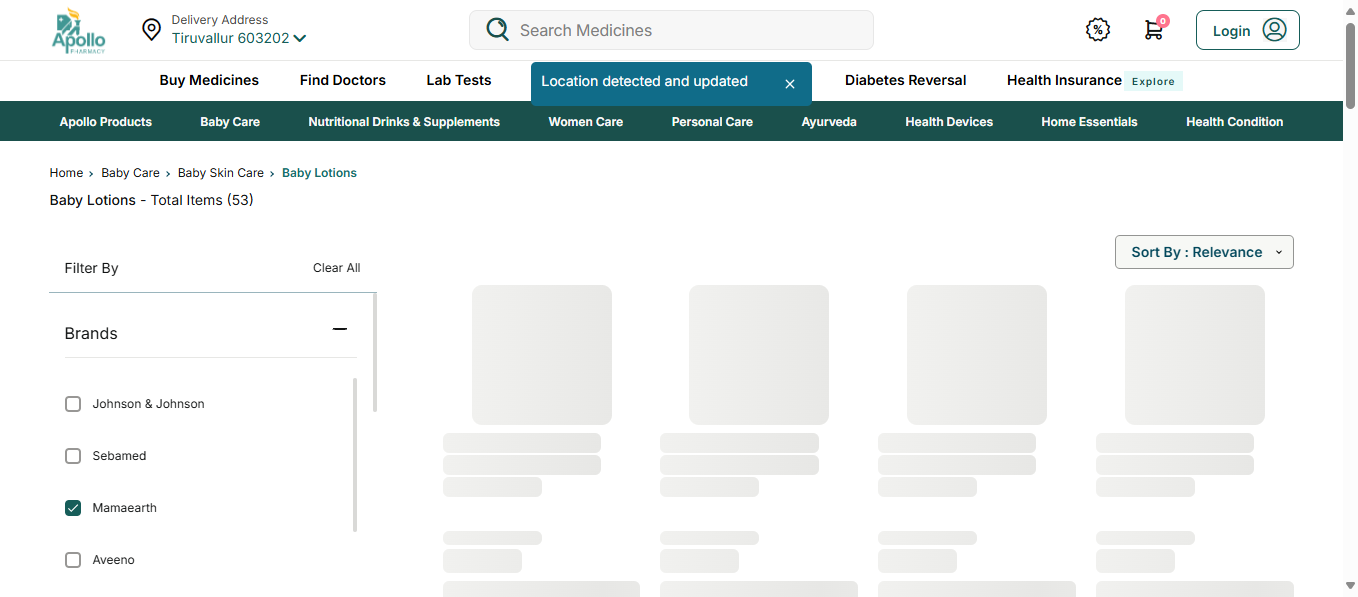 Apollo
PHARMACY
Delivery Address
Tiruvallur 603202
Search Medicines
%
0
Login
Buy Medicines
Find Doctors
Lab Tests
Location detected and updated
Diabetes Reversal
Health Insurance
Explore
Apollo Products
Baby Care
Nutritional Drinks & Supplements
Women Care
Personal Care
Ayurveda
Health Devices
Home Essentials
Health Condition
Home › Baby Care › Baby Skin Care › Baby Lotions
Baby Lotions - Total Items (53)
Sort By : Relevance
Filter By
Clear All
Brands
Johnson & Johnson
Sebamed
Mamaearth
Aveeno